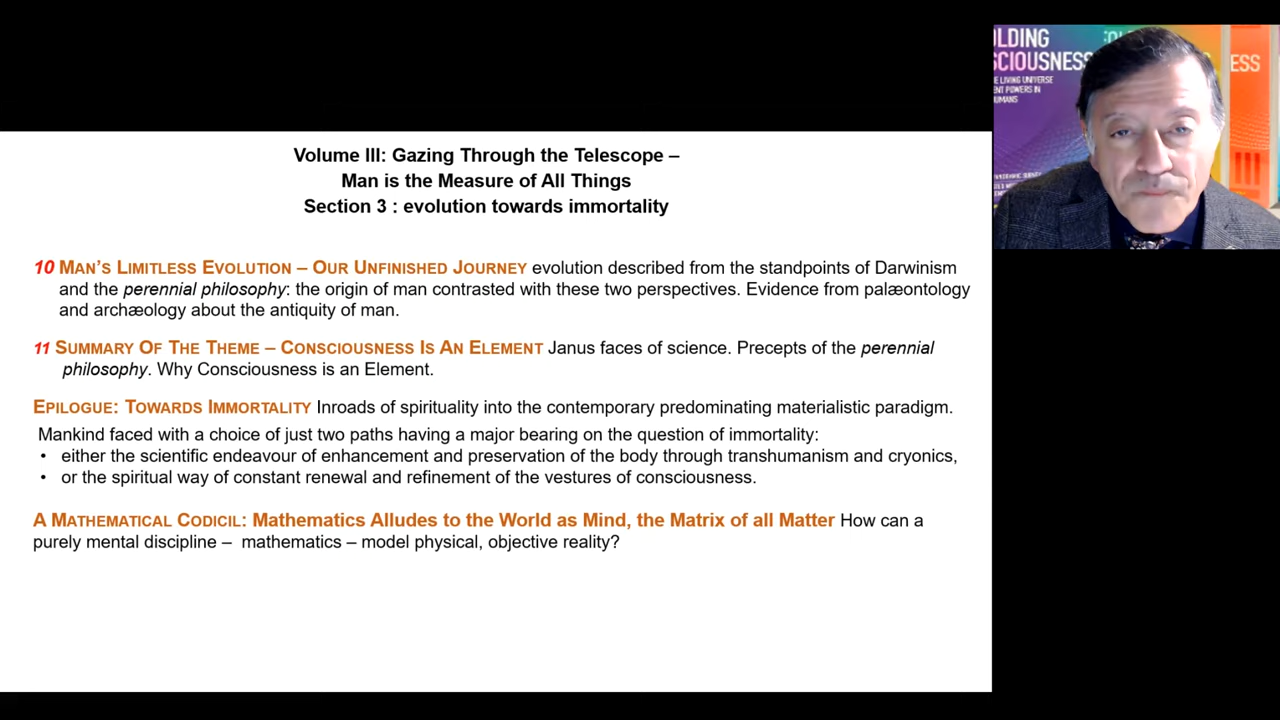 Volume III: Gazing Through the Telescope –
Man is the Measure of All Things
Section 3 : evolution towards immortality
10 MAN'S LIMITLESS EVOLUTION – OUR UNFINISHED JOURNEY evolution described from the standpoints of Darwinism
and the perennial philosophy: the origin of man contrasted with these two perspectives. Evidence from palæontology
and archæology about the antiquity of man.
11 SUMMARY OF THE THEME – CONSCIOUSNESS IS AN ELEMENT Janus faces of science. Precepts of the perennial
philosophy. Why Consciousness is an Element.
EPILOGUE: TOWARDS IMMORTALITY Inroads of spirituality into the contemporary predominating materialistic paradigm.
Mankind faced with a choice of just two paths having a major bearing on the question of immortality:
• either the scientific endeavour of enhancement and preservation of the body through transhumanism and cryonics,
• or the spiritual way of constant renewal and refinement of the vestures of consciousness.
A MATHEMATICAL CODICIL: Mathematics Alludes to the World as Mind, the Matrix of all Matter How can a
purely mental discipline – mathematics – model physical, objective reality?
OLDING
SCIOUSNESS
E LIVING UNIVERSE
ENT POWERS IN
UMANS
ESS